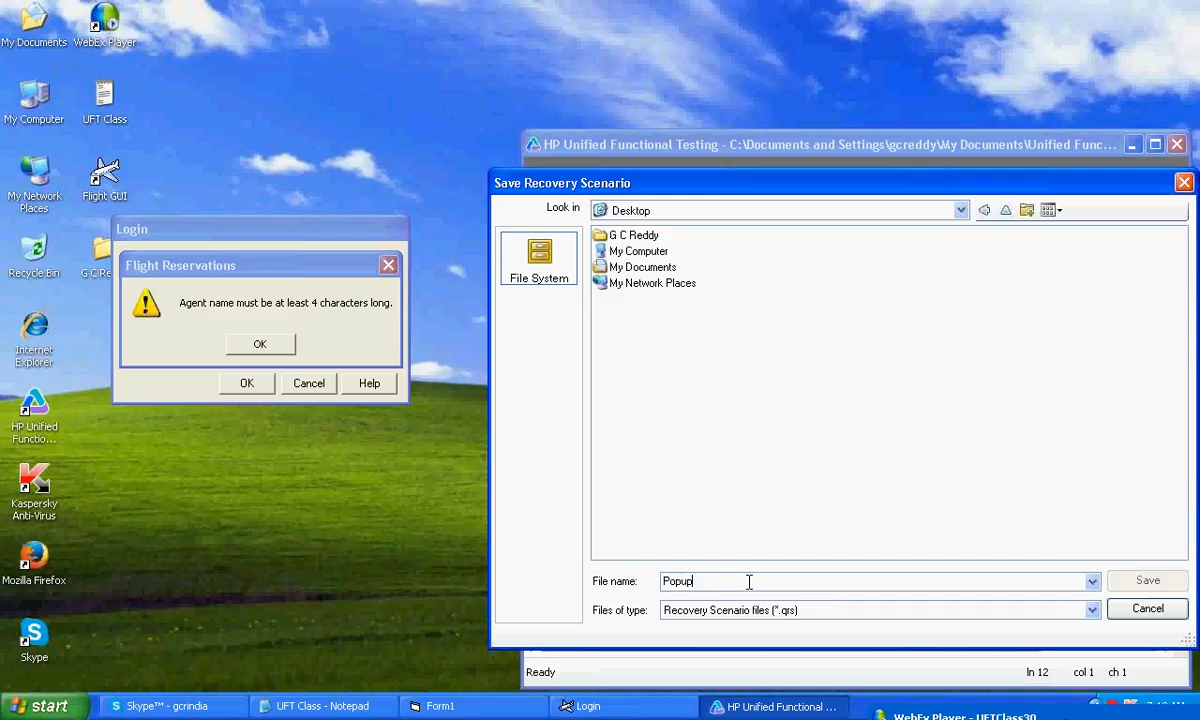 My Documents
WebEx Player
My Computer
UFT Class
My Network
Places
Flight GUI
Recycle Bin
G C Re
Internet
Explorer
HP Unified
Functio...
Kaspersky
Anti-Virus
Mozilla Firefox
Skype
Login
Flight Reservations
Agent name must be at least 4 characters long.
OK
OK Cancel Help
HP Unified Functional Testing - C:\Documents and Settings\gcreddy\My Documents\Unified Func...
Save Recovery Scenario
Look in Desktop
File System
G C Reddy
My Computer
My Documents
My Network Places
File name: Popup Save
Files of type: Recovery Scenario files (*.qrs) Cancel
Ready ln 12 col 1 ch 1
start Skype™ - gcrindia UFT Class - Notepad Form1 Login HP Unified Functional ...
WebEx Player - UFTClass30